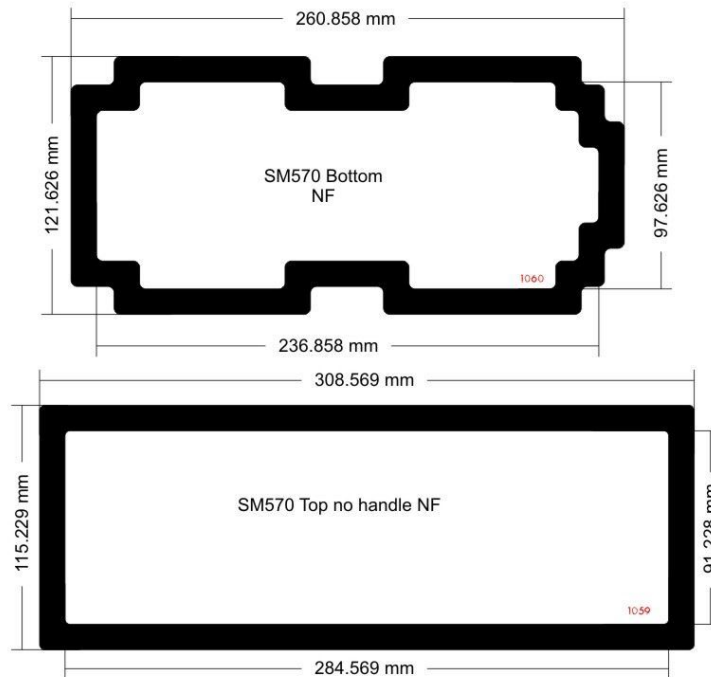 260.858 mm
121.626 mm
SM570 Bottom
NF
97.626 mm
1060
236.858 mm
308.569 mm
115.229 mm
SM570 Top no handle NF
91.228 mm
1059
284.569 mm